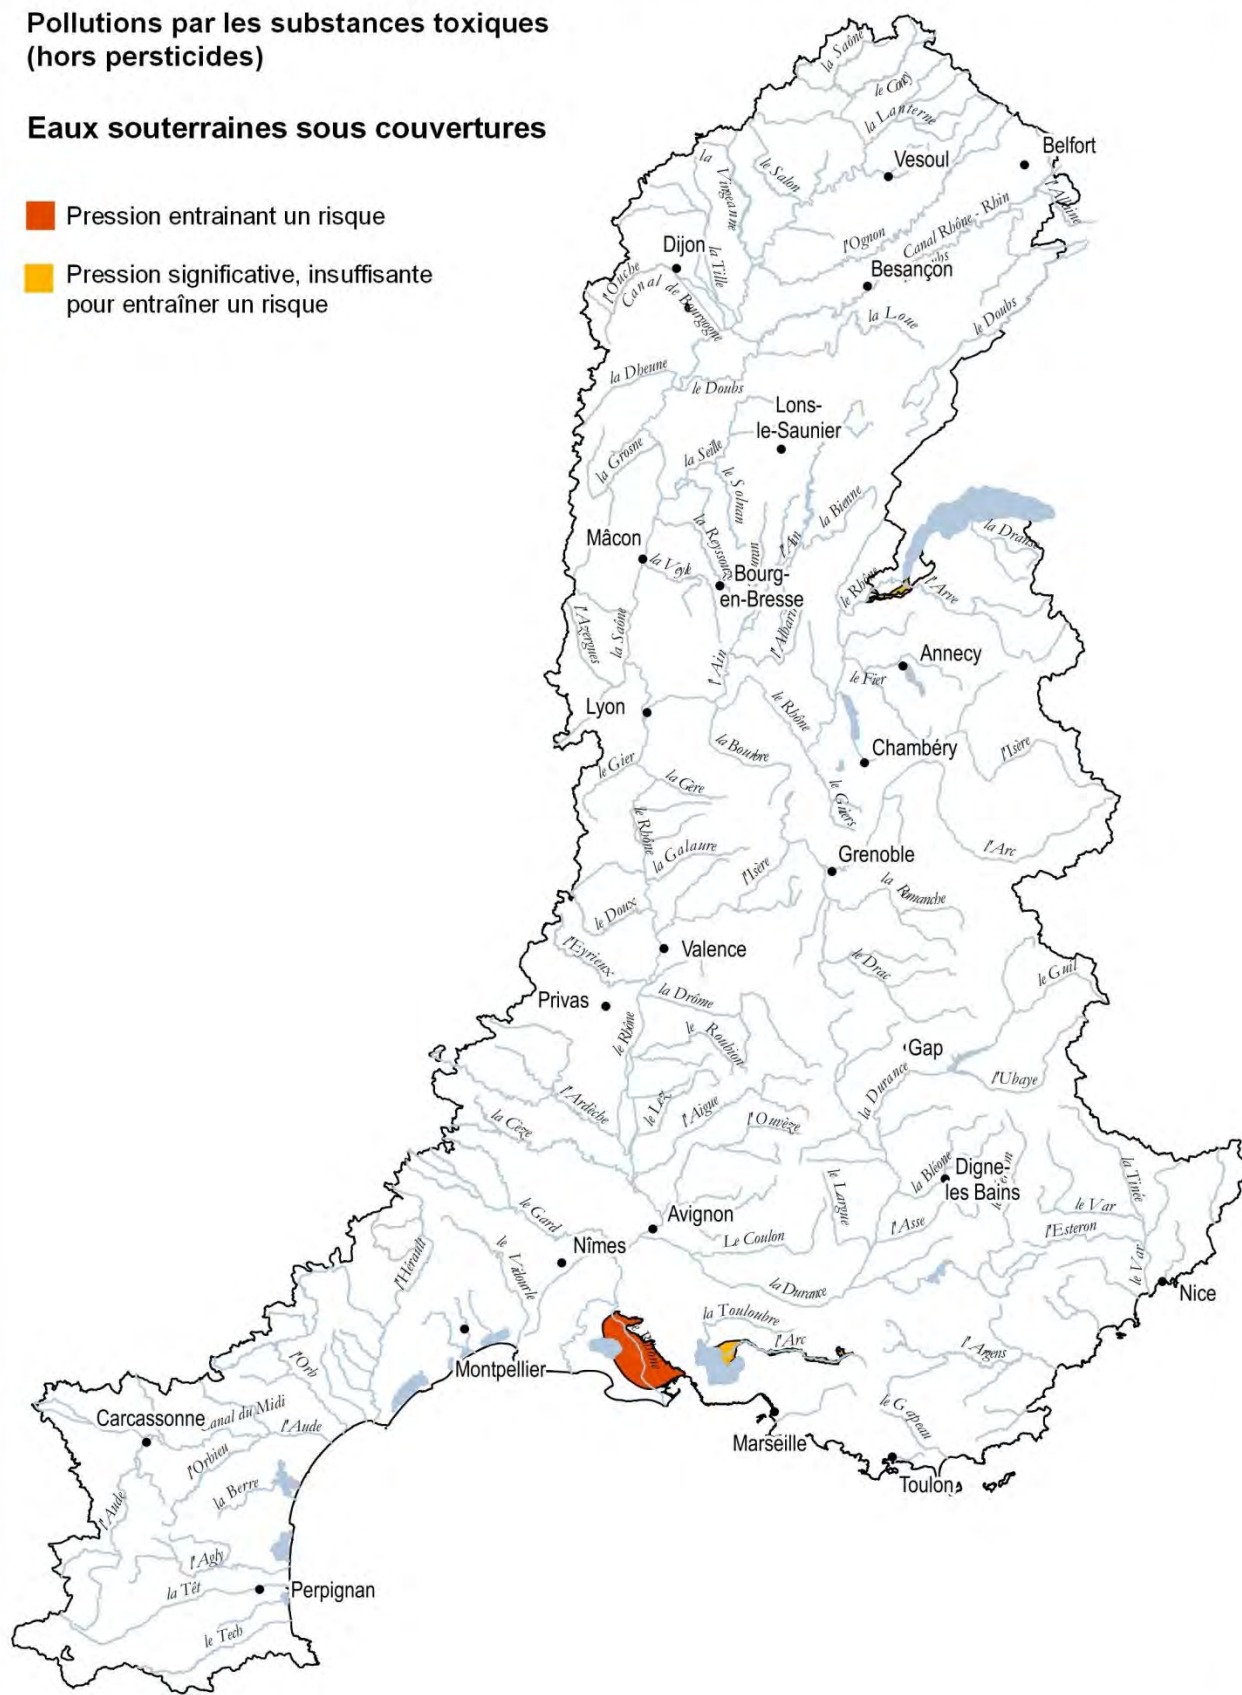 Pollutions par les substances toxiques
(hors persticides)
Eaux souterraines sous couvertures
Pression entrainant un risque
Pression significative, insuffisante
pour entraîner un risque
la Saône
le Coney
la Lanterne
Belfort
Vesoul
le Salon
la Vingeanne
l'Allaine
l'Ognon
Canal Rhône - Rhin
Dijon
la Tille
Besançon
l'Ouche
Canal de Bourgogne
la Loue
le Doubs
la Dheune
le Doubs
Lons-
le-Saunier
la Grosne
la Seille
le Solnan
la Bienne
la Reyssouze
l'Ain
Mâcon
la Veyle
Bourg-
en-Bresse
le Rhône
l'Arve
l'Azergues
la Saône
l'Ain
Annecy
le Fier
Lyon
le Rhône
la Bourbre
Chambéry
l'Isère
le Gier
la Gère
le Guiers
le Rhône
la Galaure
l'Isère
Grenoble
l'Arc
la Romanche
le Doux
l'Eyrieux
Valence
le Drac
le Guil
Privas
la Drôme
le Rhône
le Roubion
Gap
l'Ubaye
la Durance
l'Ardèche
le Lez
l'Aigue
l'Ouvèze
la Cèze
la Bléone
Digne-
les Bains
la Tinée
le Largue
le Var
le Gard
Avignon
Le Coulon
l'Asse
l'Esteron
Nîmes
l'Hérault
le Vidourle
la Durance
le Var
Nice
la Touloubre
l'Arc
le Rhône
l'Argens
Montpellier
l'Orb
Carcassonne
l'Aude
Marseille
le Gapeau
l'Orbieu
Toulon
la Berre
l'Aude
l'Agly
la Têt
Perpignan
le Tech